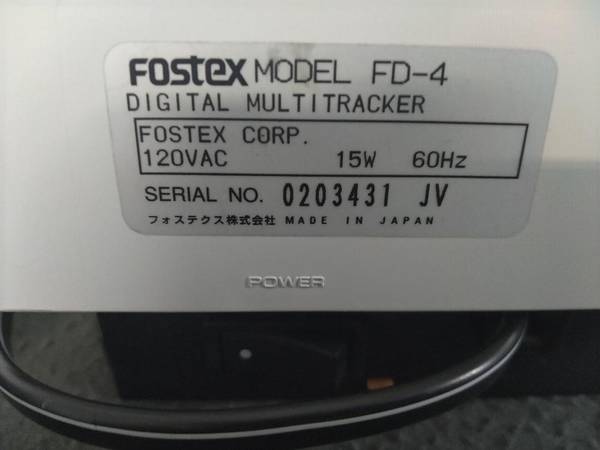 Fostex MODEL FD-4
DIGITAL MULTITRACKER
FOSTEX CORP.
120VAC 15W 60Hz
SERIAL NO. 0203431 JV
フォステクス株式会社 MADE IN JAPAN
POWER